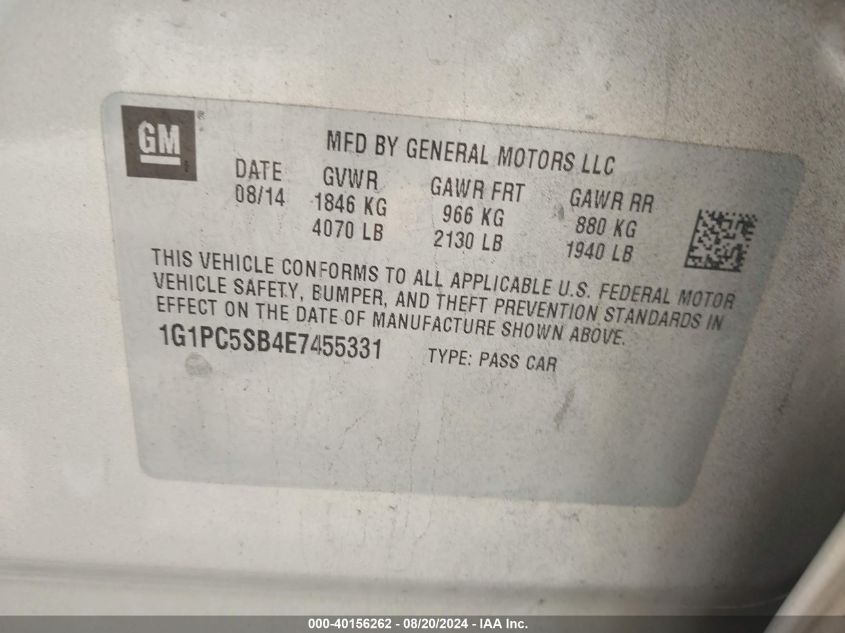 GM
MFD BY GENERAL MOTORS LLC
DATE GVWR GAWR FRT GAWR RR
08/14 1846 KG 966 KG 880 KG
4070 LB 2130 LB 1940 LB
THIS VEHICLE CONFORMS TO ALL APPLICABLE U.S. FEDERAL MOTOR
VEHICLE SAFETY, BUMPER, AND THEFT PREVENTION STANDARDS IN
EFFECT ON THE DATE OF MANUFACTURE SHOWN ABOVE.
1G1PC5SB4E7455331 TYPE: PASS CAR
000-40156262 - 08/20/2024 - IAA Inc.